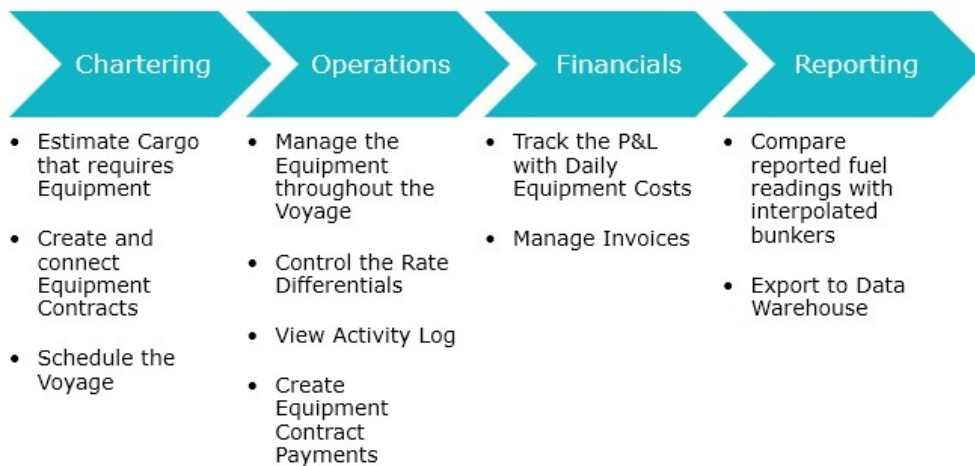 Chartering
Operations
Financials
Reporting
• Estimate Cargo
that requires
Equipment
• Create and
connect
Equipment
Contracts
• Schedule the
Voyage
• Manage the
Equipment
throughout the
Voyage
• Control the Rate
Differentials
• View Activity Log
• Create
Equipment
Contract
Payments
• Track the P&L
with Daily
Equipment Costs
• Manage Invoices
• Compare
reported fuel
readings with
interpolated
bunkers
• Export to Data
Warehouse